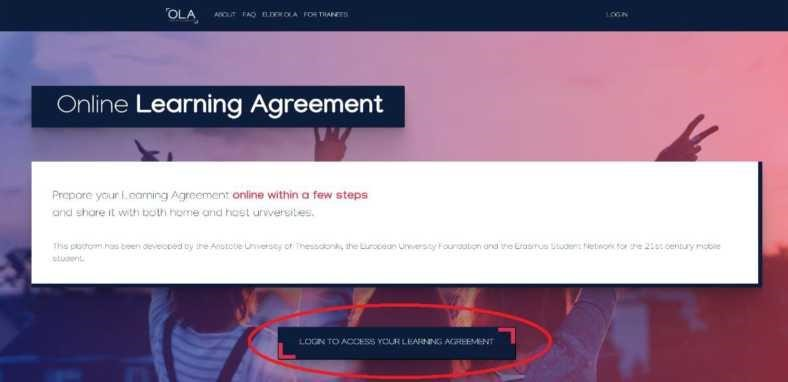 OLA
ABOUT FAQ ELDER OLA FOR TRAINEES
LOG IN
Online Learning Agreement
Prepare your Learning Agreement online within a few steps
and share it with both home and host universities.
This platform has been developed by the Aristotle University of Thessaloniki, the European University Foundation and the Erasmus Student Network for the 21st century mobile
student.
LOGIN TO ACCESS YOUR LEARNING AGREEMENT